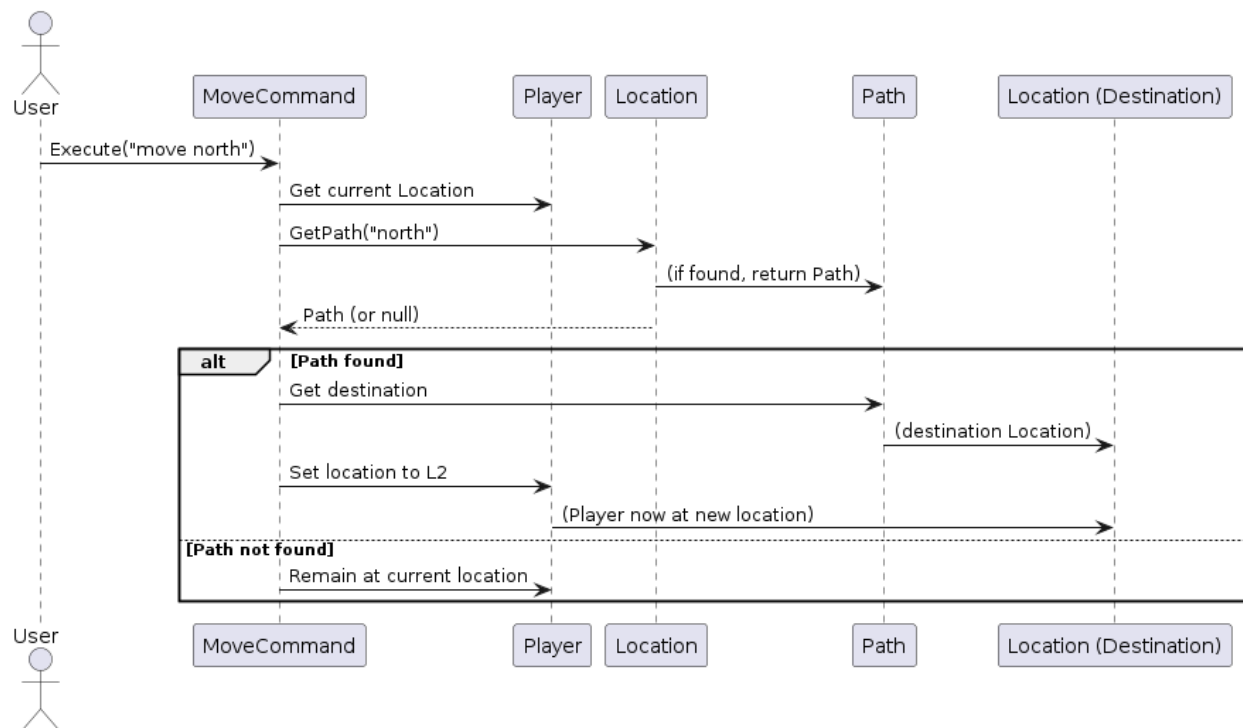 User
MoveCommand
Player
Location
Path
Location (Destination)
Execute("move north")
Get current Location
GetPath("north")
(if found, return Path)
Path (or null)
alt
[Path found]
Get destination
(destination Location)
Set location to L2
(Player now at new location)
[Path not found]
Remain at current location
User
MoveCommand
Player
Location
Path
Location (Destination)